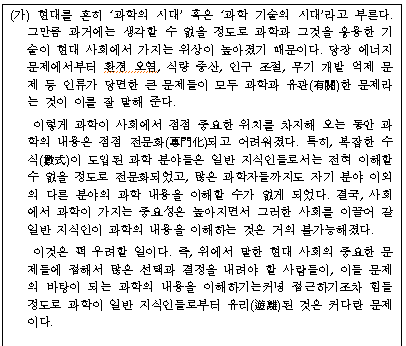 (가) 현대를 흔히 ‘과학의 시대’ 혹은 ‘과학 기술의 시대’라고 부른다.
그만큼 과거에는 생각할 수 없을 정도로 과학과 그것을 응용한 기
술이 현대 사회에서 가지는 위상이 높아졌기 때문이다. 당장 에너지
문제에서부터 환경 오염, 식량 증산, 인구 조절, 무기 개발 억제 문
제 등 인류가 당면한 큰 문제들이 모두 과학과 유관(有關)한 문제라
는 것이 이를 잘 말해 준다.
이렇게 과학이 사회에서 점점 중요한 위치를 차지해 오는 동안 과
학의 내용은 점점 전문화(專門化)되고 어려워졌다. 특히, 복잡한 수
식(數式)이 도입된 과학 분야들은 일반 지식인들로서는 전혀 이해할
수 없을 정도로 전문화되었고, 많은 과학자들까지도 자기 분야 이외
의 다른 분야의 과학 내용을 이해할 수가 없게 되었다. 결국, 사회
에서 과학이 가지는 중요성은 높아지면서 그러한 사회를 이끌어 갈
일반 지식인이 과학의 내용을 이해하는 것은 거의 불가능해졌다.
이것은 퍽 우려할 일이다. 즉, 위에서 말한 현대 사회의 중요한 문
제들에 접해서 많은 선택과 결정을 내려야 할 사람들이, 이들 문제
의 바탕이 되는 과학의 내용을 이해하기는커녕 접근하기조차 힘들
정도로 과학이 일반 지식인들로부터 유리(遊離)된 것은 커다란 문제
이다.